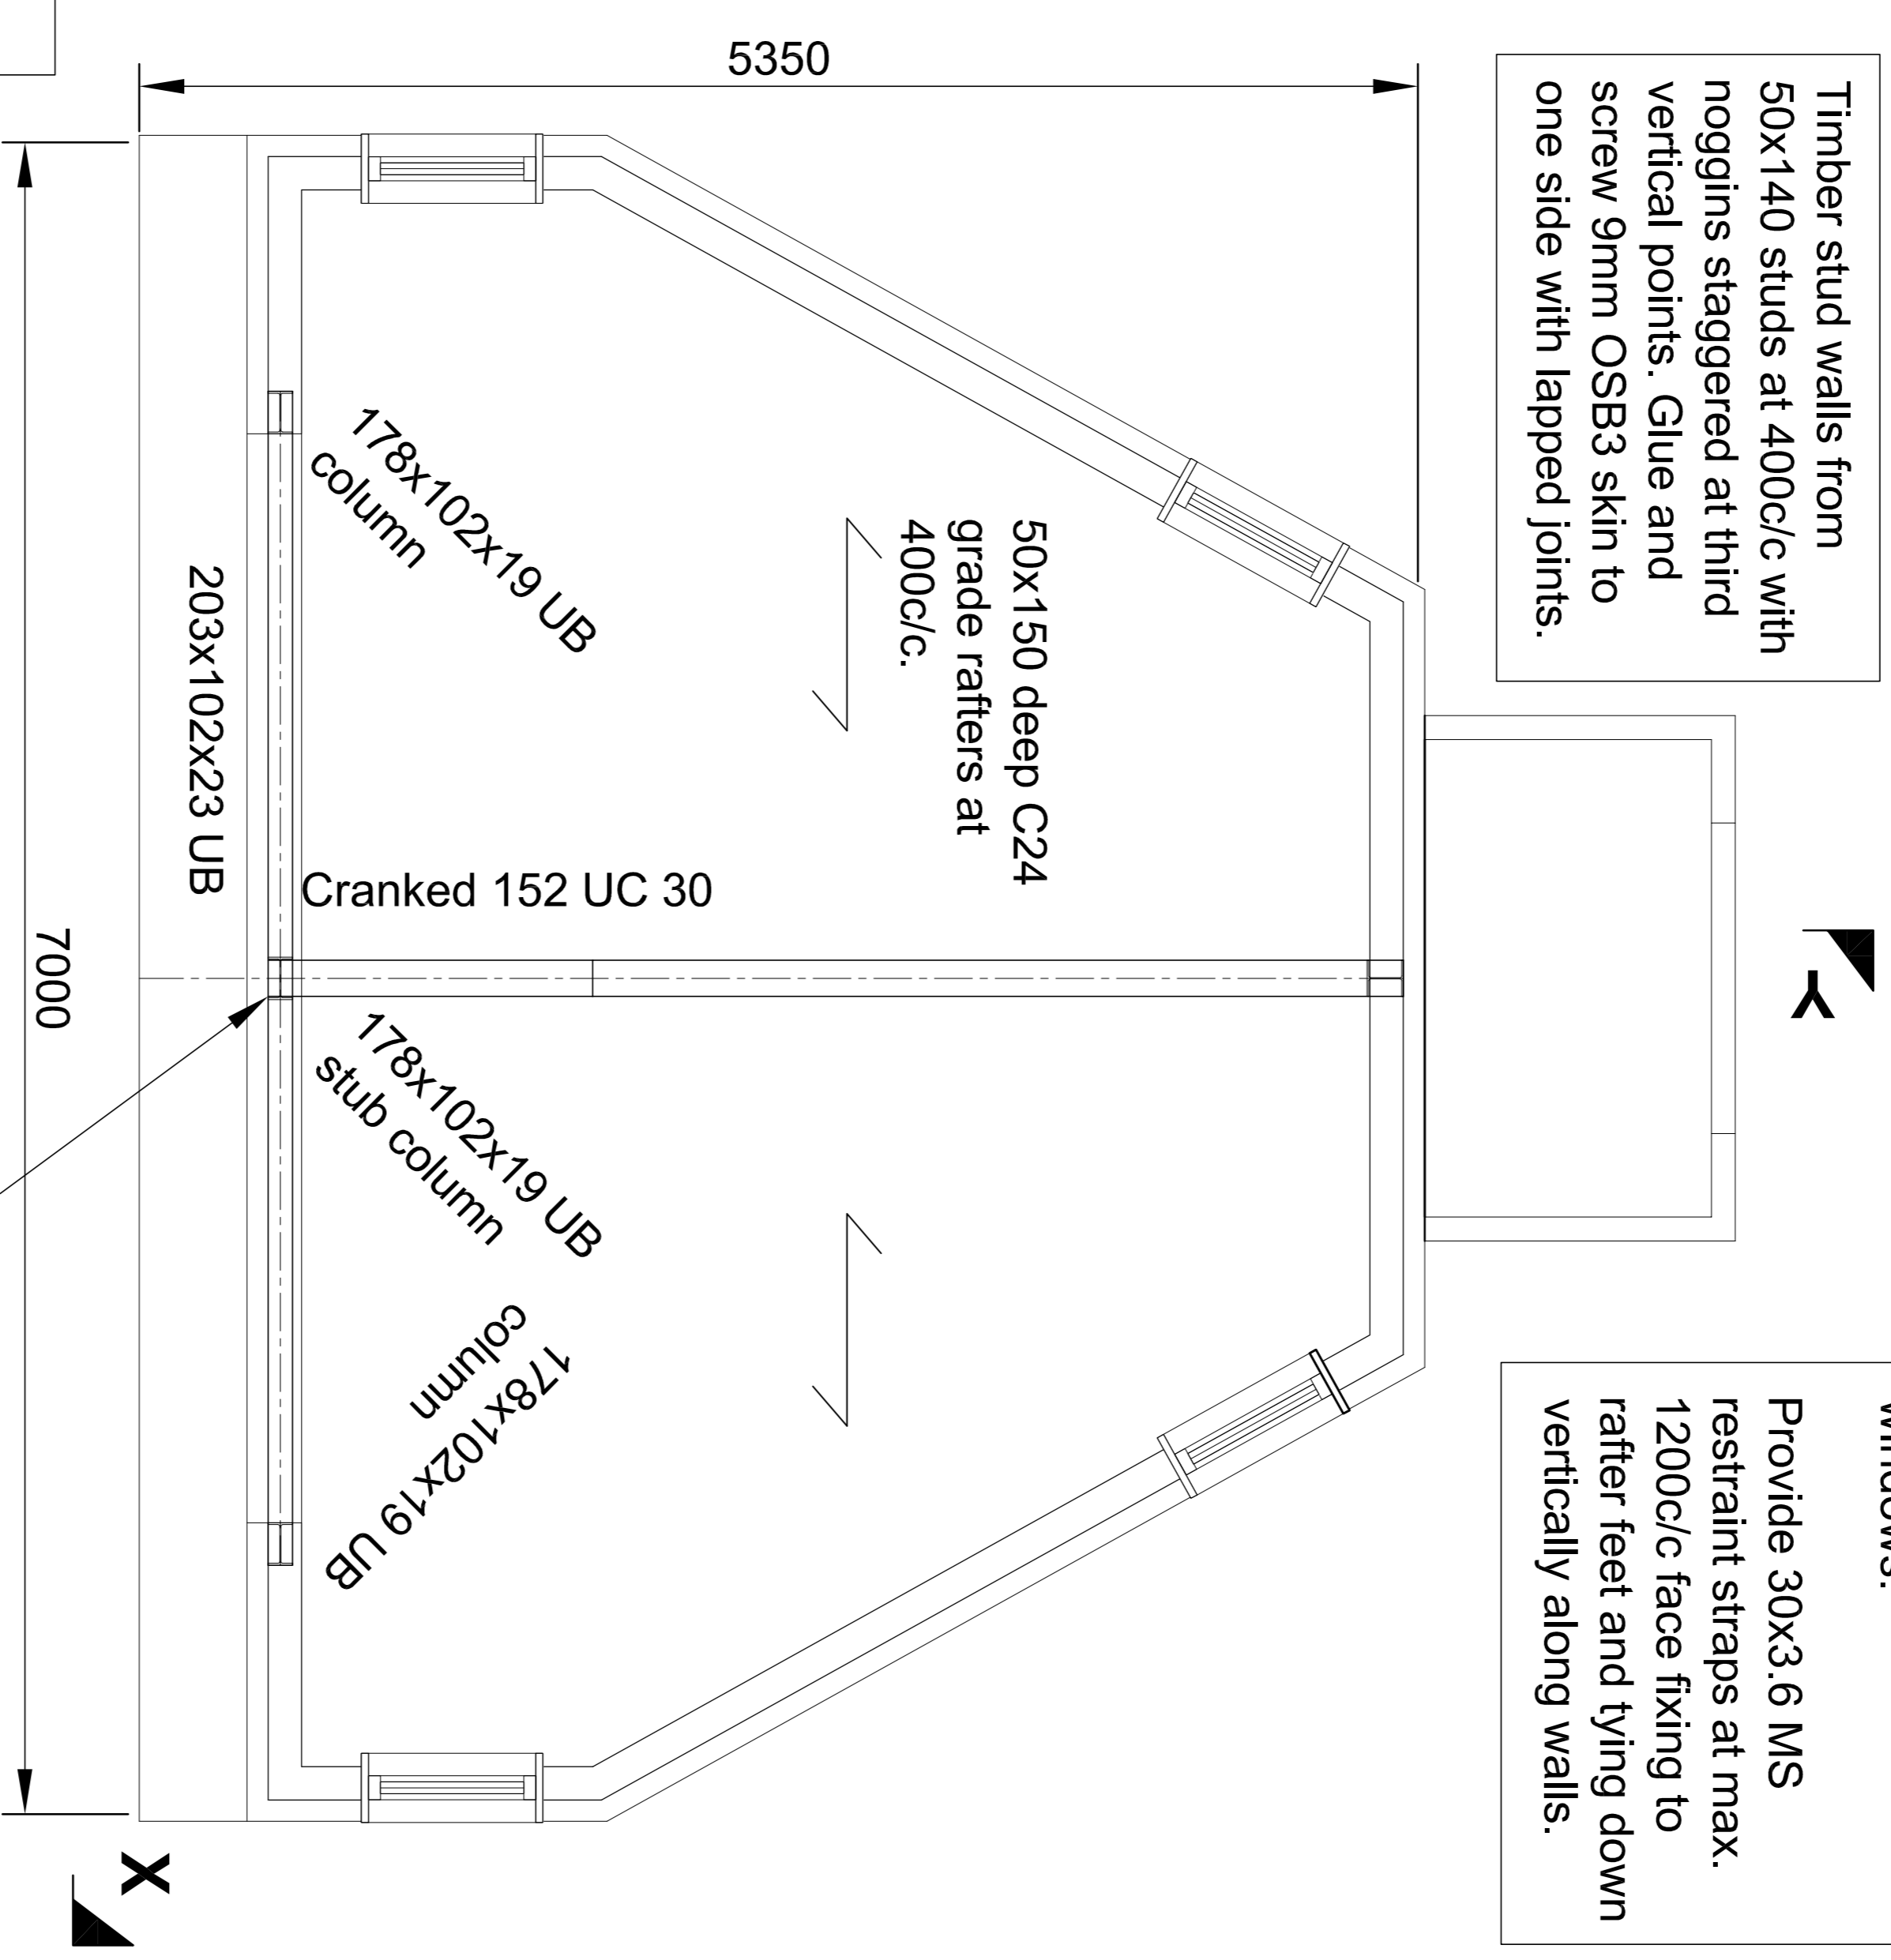 Timber stud walls from
50x140 studs at 400c/c with
noggins staggered at third
vertical points. Glue and
screw 9mm OSB3 skin to
one side with lapped joints.
Y
windows.
Provide 30x3.6 MS
restraint straps at max.
1200c/c face fixing to
rafter feet and tying down
vertically along walls.
5350
50x150 deep C24
grade rafters at
400c/c.
178x102x19 UB
column
203x102x23 UB
Cranked 152 UC 30
178x102x19 UB
stub column
178x102x19 UB
column
7000
X